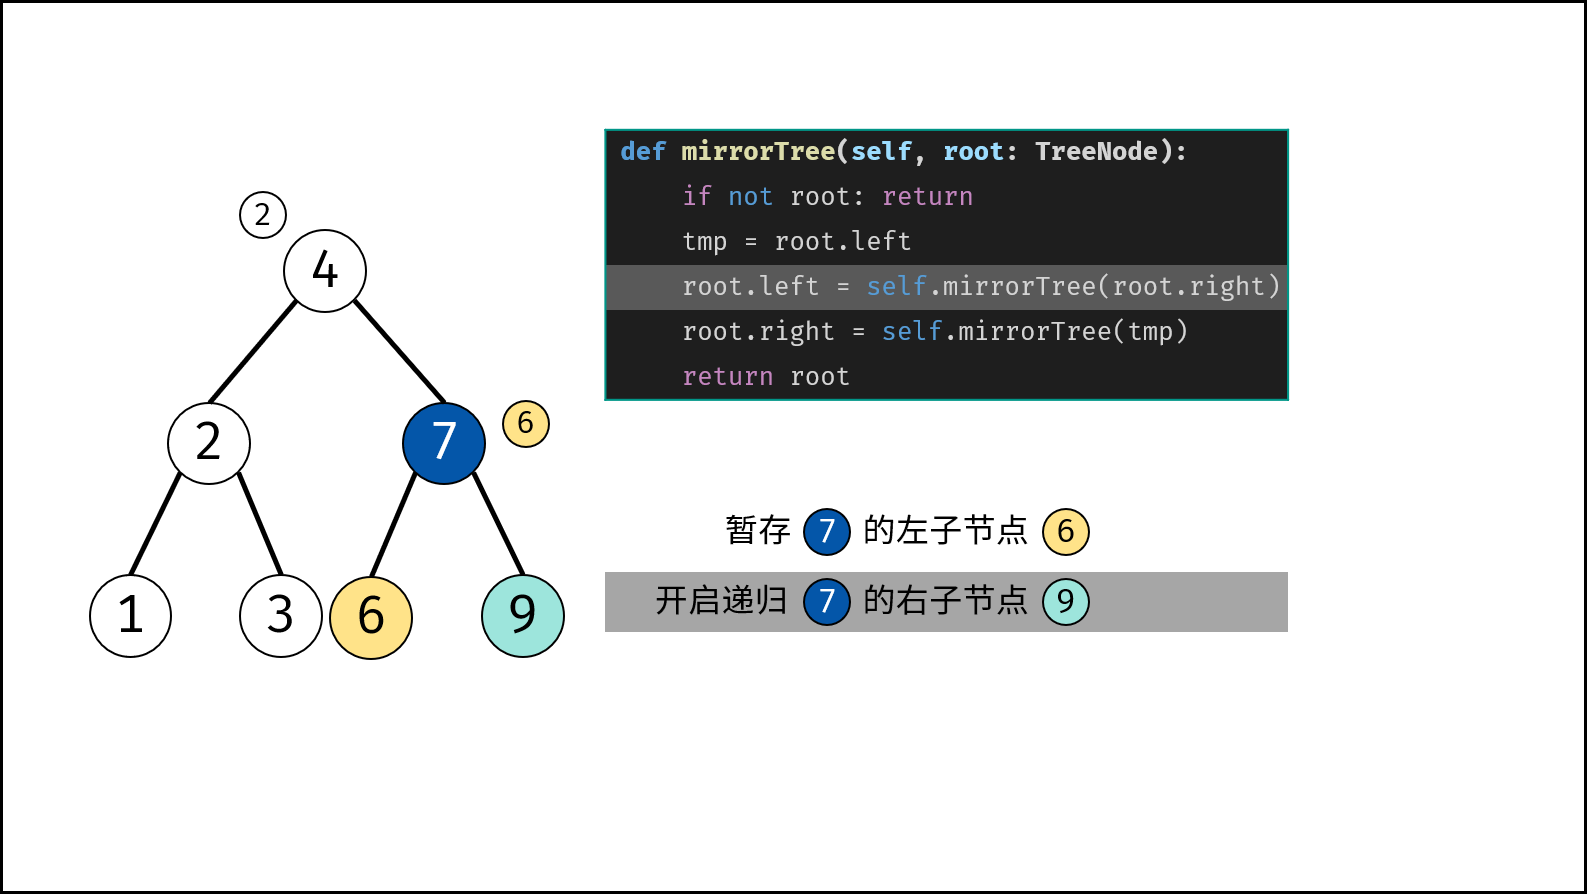 def mirrorTree(self, root: TreeNode):
if not root: return
tmp = root.left
root.left = self.mirrorTree(root.right)
root.right = self.mirrorTree(tmp)
return root
2
4
2
7
6
1
3
6
9
暂存 7 的左子节点 6
开启递归 7 的右子节点 9